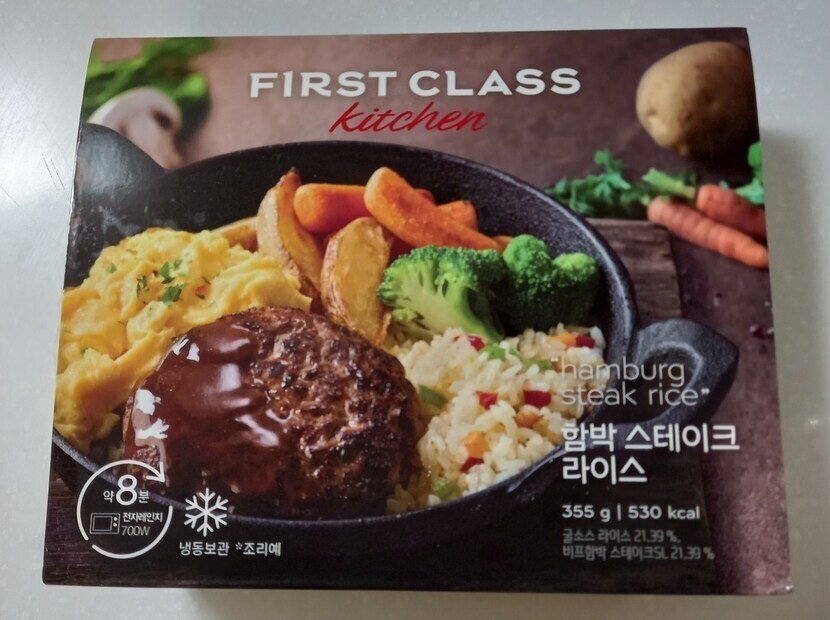 FIRST CLASS
kitchen
"hamburg
steak rice"
함박 스테이크
라이스
355 g | 530 kcal
굴소스 라이스 21.39 %,
비프함박 스테이크SL 21.39 %
약 8분
전자레인지
700W
냉동보관 *조리예